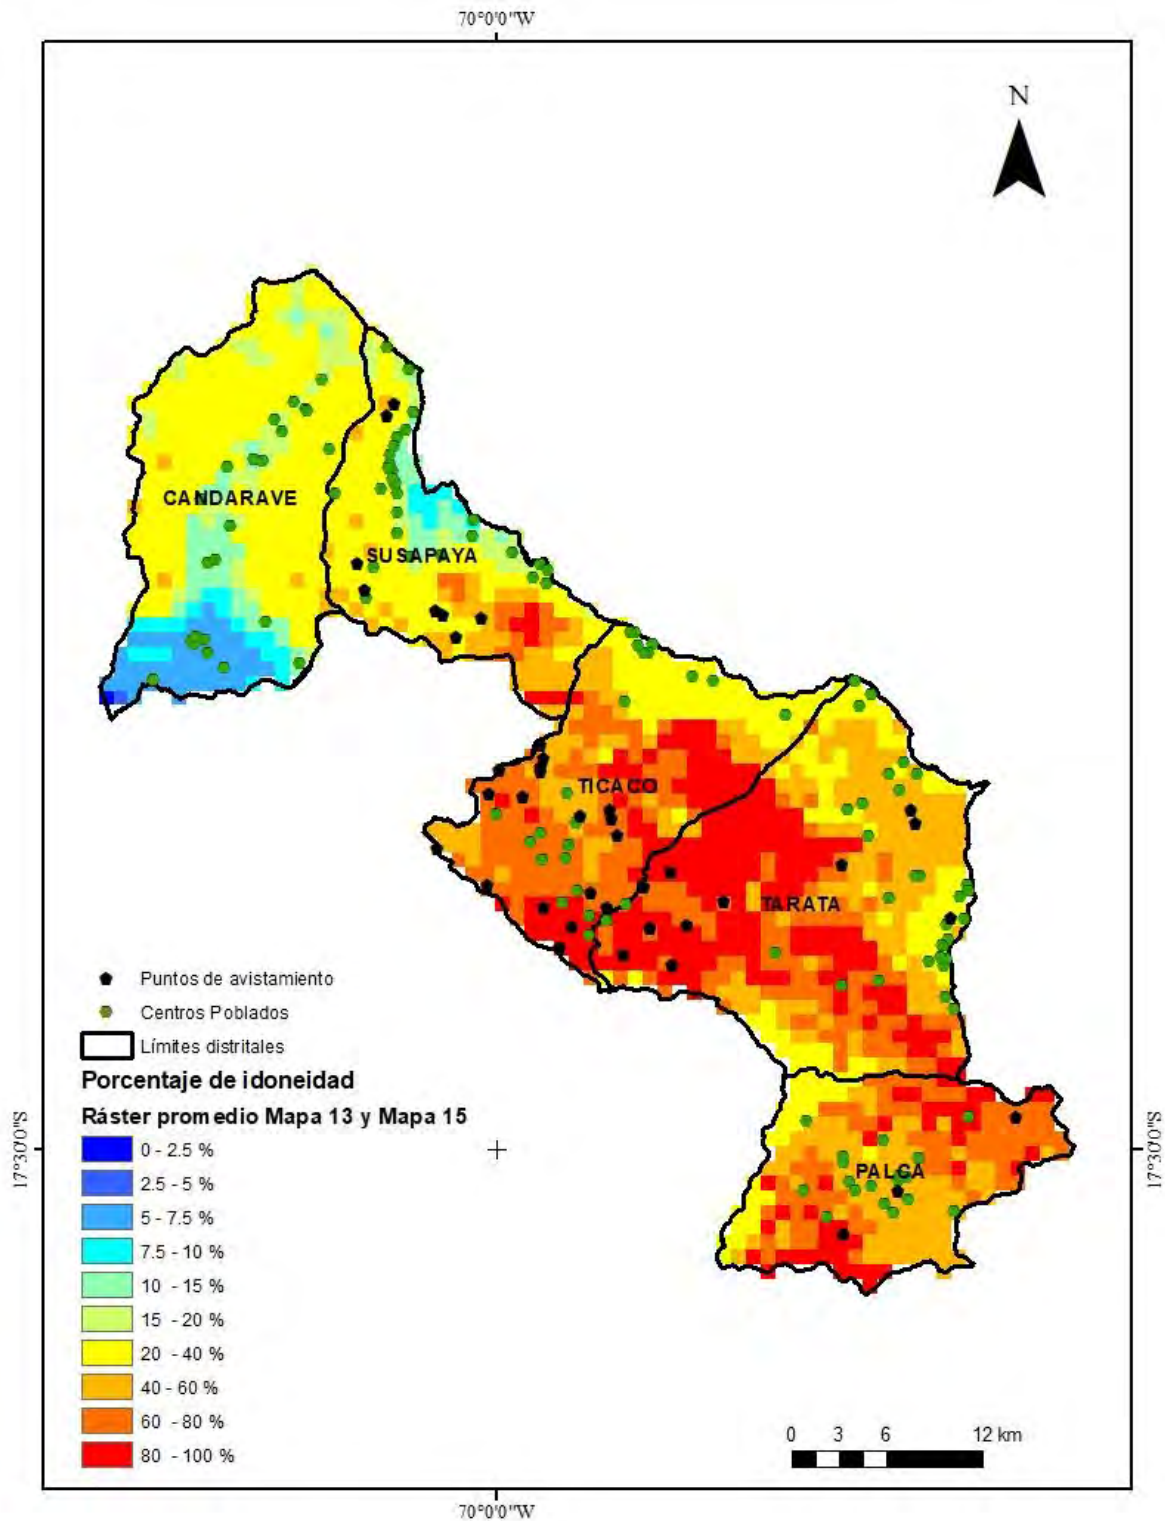 70°0'0"W
N
CANDARAVE
SUSAPAYA
TICACO
TARATA
Puntos de avistamiento
Centros Poblados
Límites distritales
Porcentaje de idoneidad
Ráster promedio Mapa 13 y Mapa 15
17°30'0"S
17°30'0"S
0 - 2.5 %
PALCA
2.5 - 5 %
5 - 7.5 %
7.5 - 10 %
10 - 15 %
15 - 20 %
20 - 40 %
40 - 60 %
60 - 80 %
80 - 100 %
0 3 6 12 km
70°0'0"W